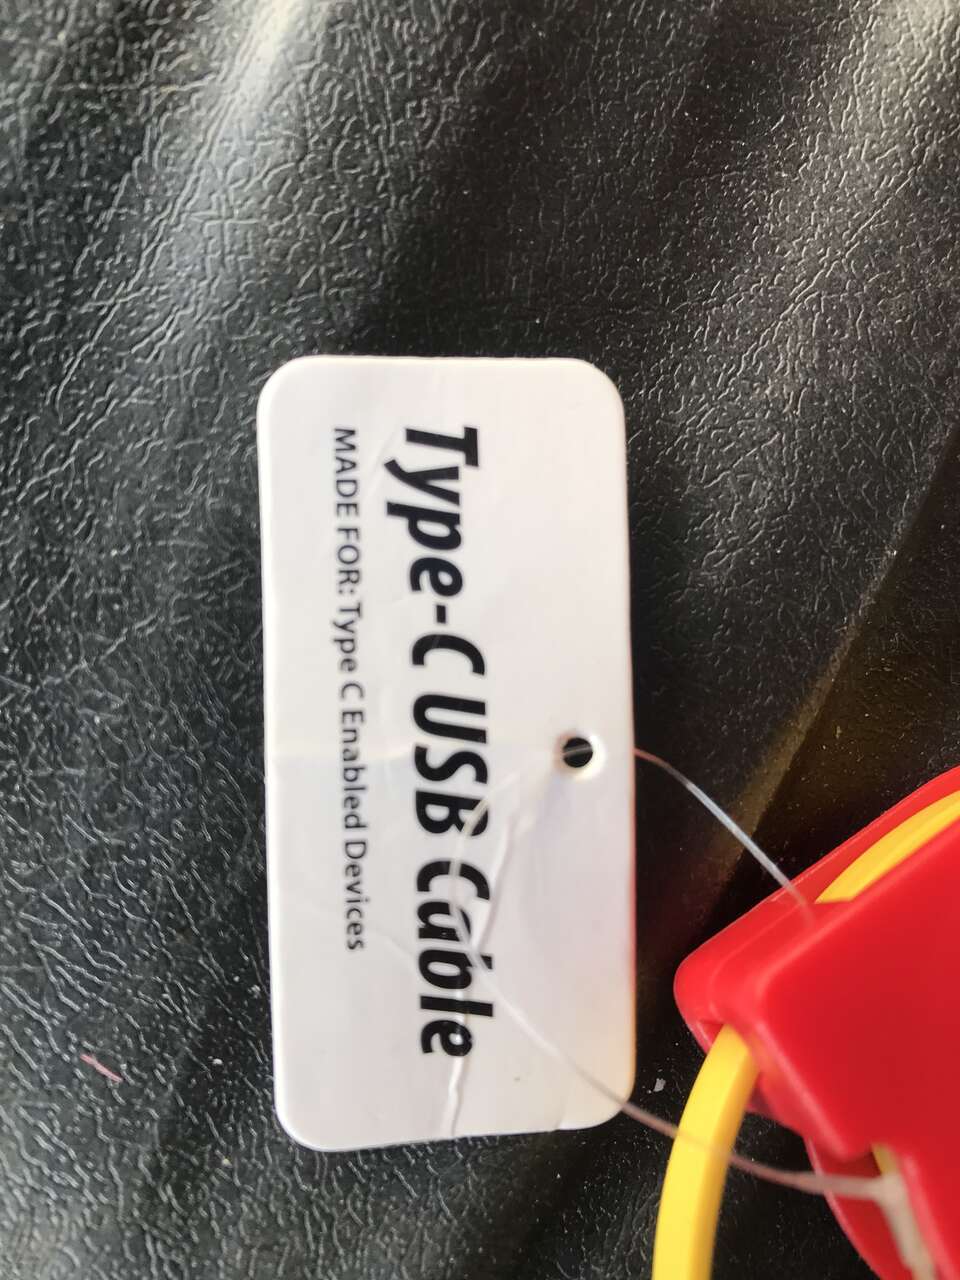 Type-C USB Cable
MADE FOR: Type C Enabled Devices